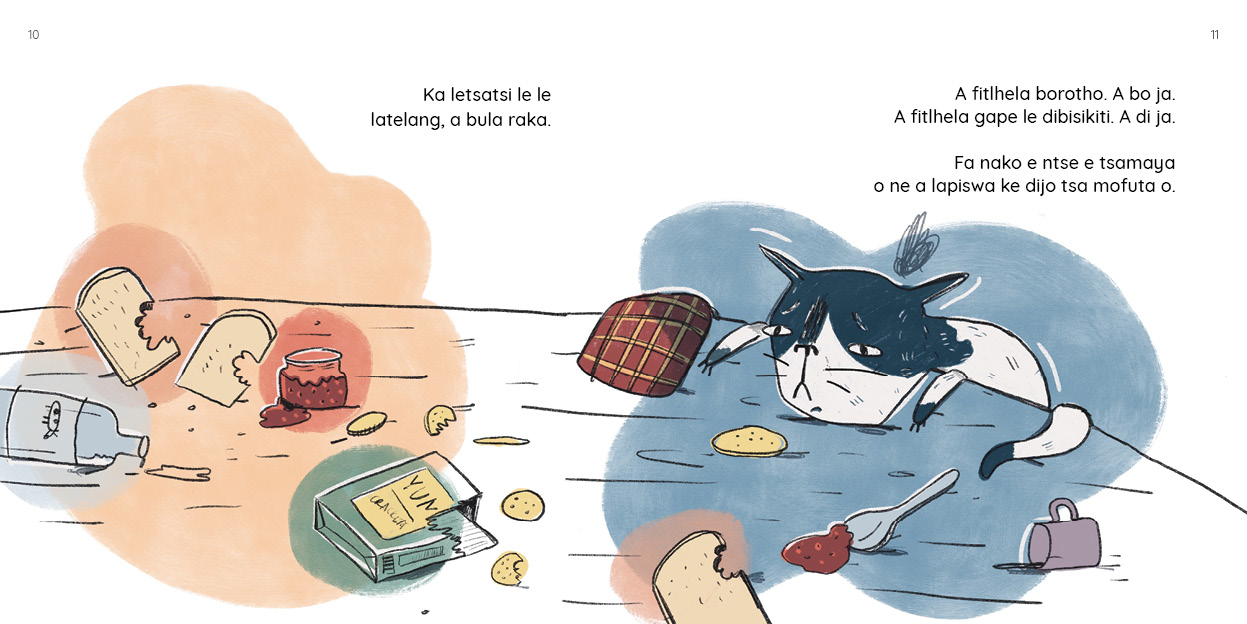 10
Ka letsatsi le le
latelang, a bula raka.
YUM
11
A fitlhela borotho. A bo ja.
A fitlhela gape le dibisikiti. A di ja.
Fa nako e ntse e tsamaya
o ne a lapiswa ke dijo tsa mofuta o.